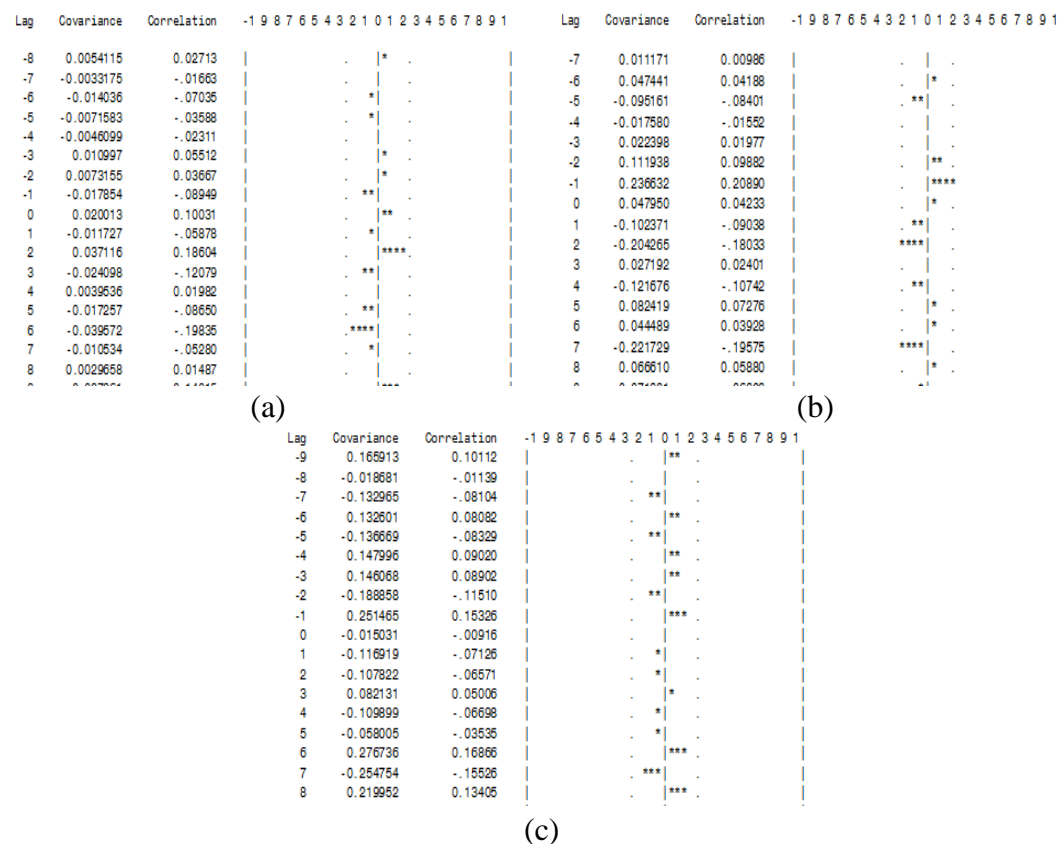 Lag Covariance Correlation -1 9 8 7 6 5 4 3 2 1 0 1 2 3 4 5 6 7 8 9 1
-8 0.0054115 0.02713 | . |* . |
-7 -0.0033175 -.01663 | . | . |
-6 -0.014036 -.07035 | . *| . |
-5 -0.0071583 -.03588 | . *| . |
-4 -0.0046099 -.02311 | . | . |
-3 0.010997 0.05512 | . |* . |
-2 0.0073155 0.03667 | . |* . |
-1 -0.017854 -.08949 | . **| . |
0 0.020013 0.10031 | . |** . |
1 -0.011727 -.05878 | . *| . |
2 0.037116 0.18604 | . |****. |
3 -0.024098 -.12079 | . **| . |
4 0.0039536 0.01982 | . | . |
5 -0.017257 -.08650 | . **| . |
6 -0.039572 -.19835 | .****| . |
7 -0.010534 -.05280 | . *| . |
8 0.0029658 0.01487 | . | . |
(a)
Lag Covariance Correlation -1 9 8 7 6 5 4 3 2 1 0 1 2 3 4 5 6 7 8 9 1
-7 0.011171 0.00986 | . | . 
-6 0.047441 0.04188 | . |* .
-5 -0.095161 -.08401 | . **| .
-4 -0.017580 -.01552 | . | .
-3 0.022398 0.01977 | . | .
-2 0.111938 0.09882 | . |** .
-1 0.236632 0.20890 | . |****
0 0.047950 0.04233 | . |* .
1 -0.102371 -.09038 | . **| .
2 -0.204265 -.18033 | ****| .
3 0.027192 0.02401 | . | .
4 -0.121676 -.10742 | . **| .
5 0.082419 0.07276 | . |* .
6 0.044489 0.03928 | . |* .
7 -0.221729 -.19575 | ****| .
8 0.066610 0.05880 | . |* .
(b)
Lag Covariance Correlation -1 9 8 7 6 5 4 3 2 1 0 1 2 3 4 5 6 7 8 9 1
-9 0.165913 0.10112 | . |** . |
-8 -0.018681 -.01139 | . | . |
-7 -0.132965 -.08104 | . **| . |
-6 0.132601 0.08082 | . |** . |
-5 -0.136669 -.08329 | . **| . |
-4 0.147996 0.09020 | . |** . |
-3 0.146068 0.08902 | . |** . |
-2 -0.188858 -.11510 | . **| . |
-1 0.251465 0.15326 | . |*** . |
0 -0.015031 -.00916 | . | . |
1 -0.116919 -.07126 | . *| . |
2 -0.107822 -.06571 | . *| . |
3 0.082131 0.05006 | . |* . |
4 -0.109899 -.06698 | . *| . |
5 -0.058005 -.03535 | . *| . |
6 0.276736 0.16866 | . |*** . |
7 -0.254754 -.15526 | . ***| . |
8 0.219952 0.13405 | . |*** . |
(c)